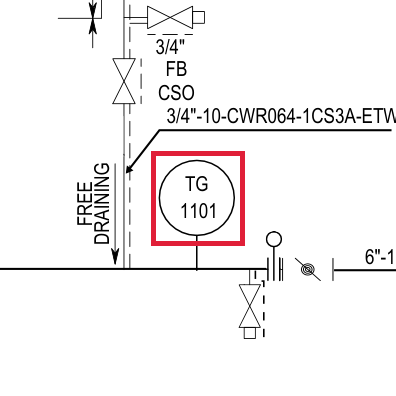 3/4"
FB
CSO
3/4"-10-CWR064-1CS3A-ETW
FREE
DRAINING
TG
1101
6"-1